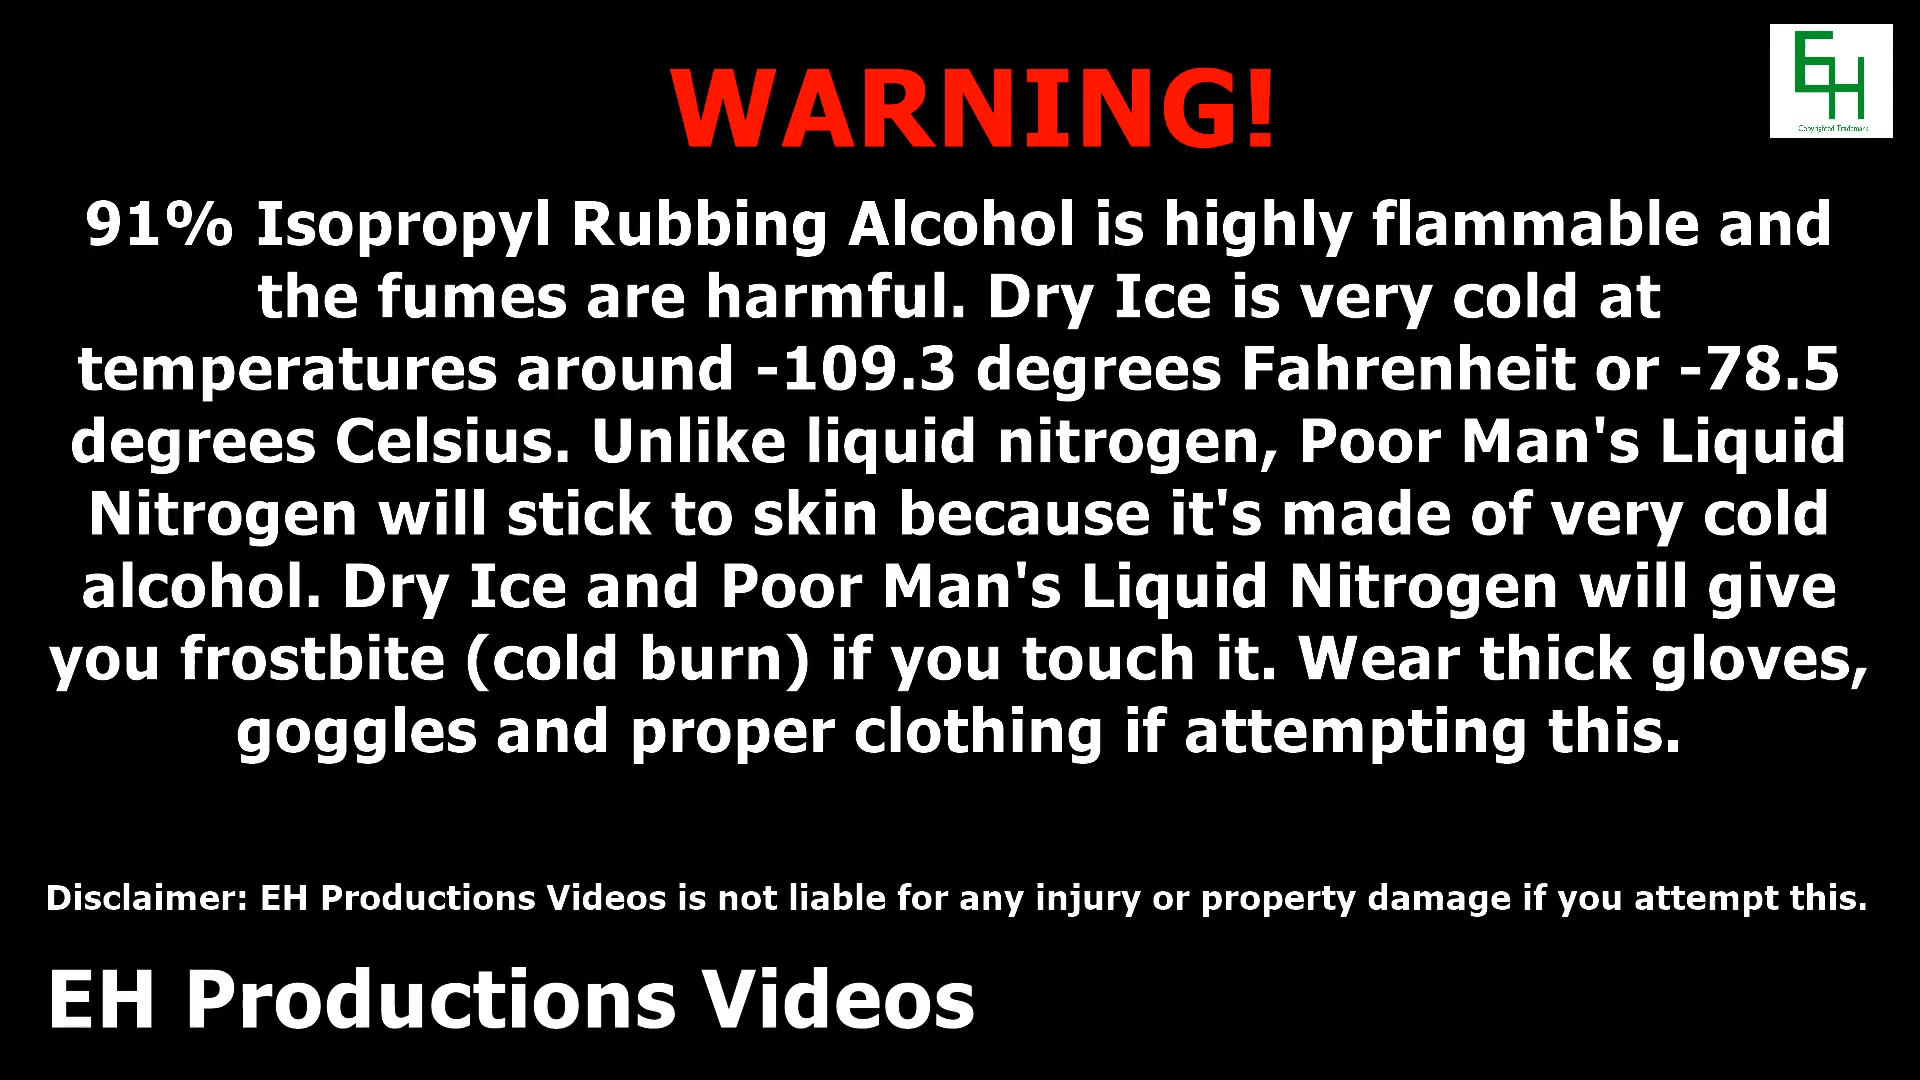 WARNING!
EH
Copyrighted Trademark
91% Isopropyl Rubbing Alcohol is highly flammable and
the fumes are harmful. Dry Ice is very cold at
temperatures around -109.3 degrees Fahrenheit or -78.5
degrees Celsius. Unlike liquid nitrogen, Poor Man's Liquid
Nitrogen will stick to skin because it's made of very cold
alcohol. Dry Ice and Poor Man's Liquid Nitrogen will give
you frostbite (cold burn) if you touch it. Wear thick gloves,
goggles and proper clothing if attempting this.
Disclaimer: EH Productions Videos is not liable for any injury or property damage if you attempt this.
EH Productions Videos